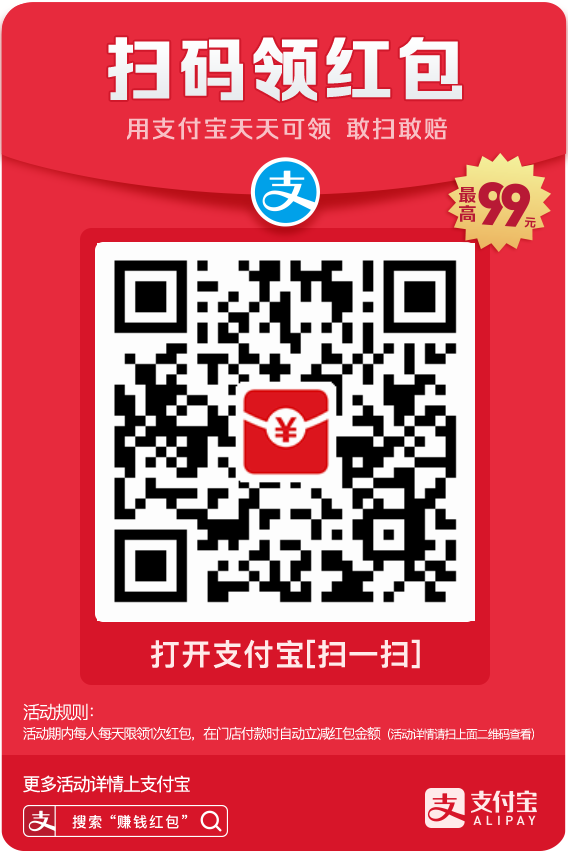 扫码领红包
用支付宝天天可领 敢扫敢赔
支
最高99元
¥
打开支付宝[扫一扫]
活动规则：
活动期内每人每天限领1次红包，在门店付款时自动立减红包金额（活动详情请扫上面二维码查看）
更多活动详情上支付宝
支 搜索“赚钱红包”
支 支付宝
ALIPAY